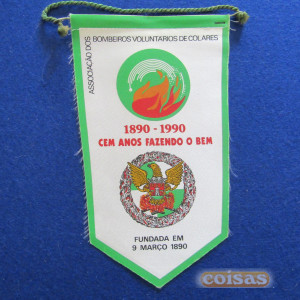 ASSOCIAÇÃO DOS BOMBEIROS VOLUNTARIOS DE COLARES
1890 - 1990
CEM ANOS FAZENDO O BEM
FUNDADA EM
9 MARÇO 1890
coisas